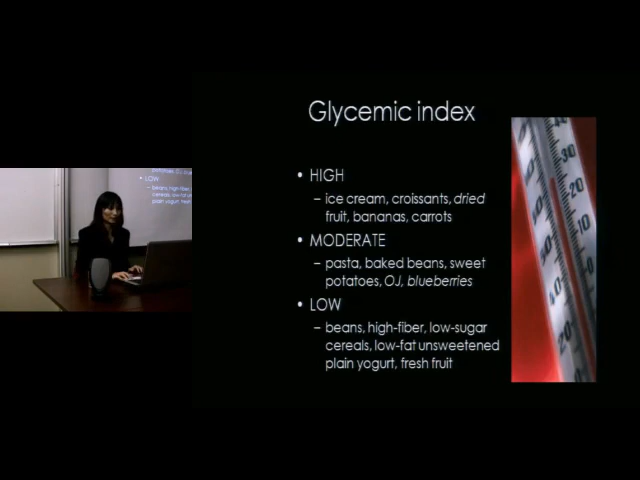 Glycemic index
• HIGH
– ice cream, croissants, dried
fruit, bananas, carrots
• MODERATE
– pasta, baked beans, sweet
potatoes, OJ, blueberries
• LOW
– beans, high-fiber, low-sugar
cereals, low-fat unsweetened
plain yogurt, fresh fruit